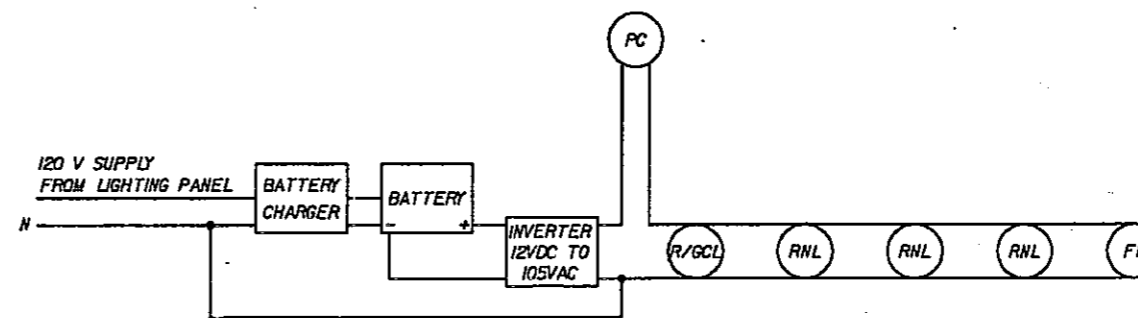 PC
120 V SUPPLY
FROM LIGHTING PANEL
N
BATTERY
CHARGER
BATTERY
- +
INVERTER
12VDC TO
105VAC
R/GCL
RNL
RNL
RNL